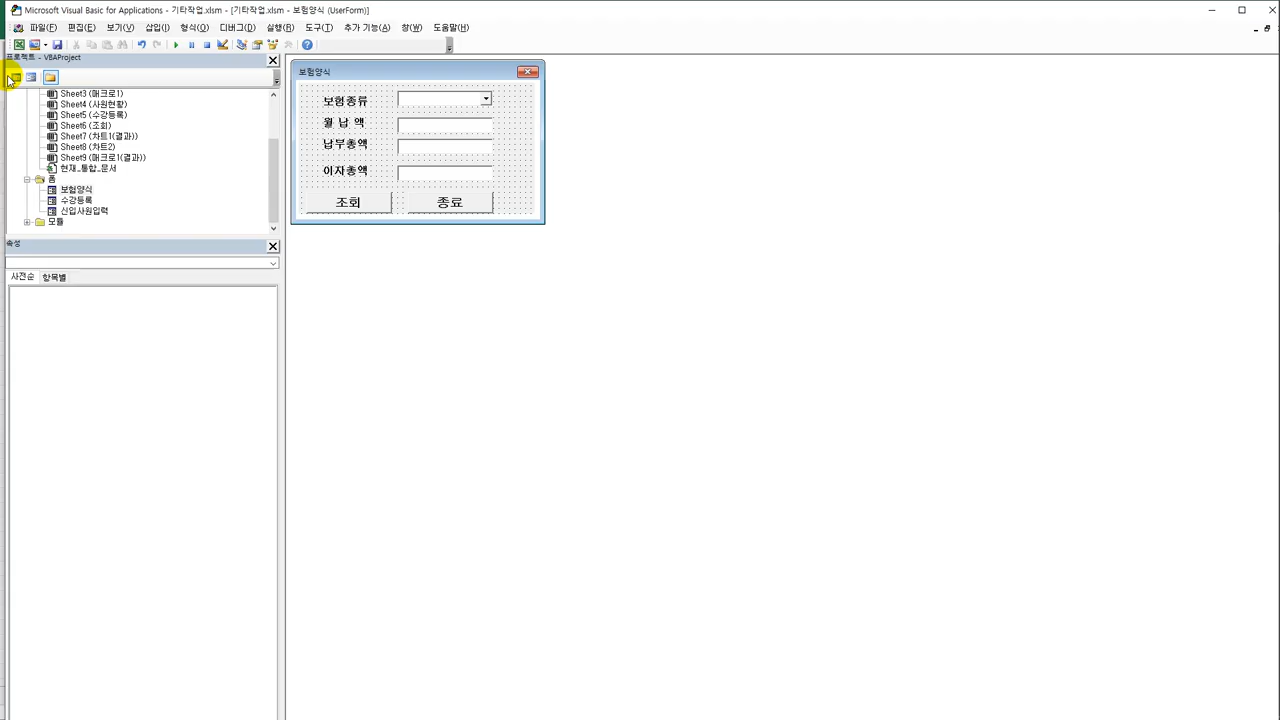 Microsoft Visual Basic for Applications - 기타작업.xlsm - [기타작업.xlsm - 보험양식 (UserForm)]
파일(F) 편집(E) 보기(V) 삽입(I) 형식(O) 디버그(D) 실행(R) 도구(T) 추가 기능(A) 창(W) 도움말(H)
프로젝트 - VBAProject
Sheet3 (매크로1)
Sheet4 (사원현황)
Sheet5 (수강등록)
Sheet6 (조회)
Sheet7 (차트1(결과))
Sheet8 (차트2)
Sheet9 (매크로1(결과))
현재_통합_문서
폼
보험양식
수강등록
신입사원입력
모듈
속성
사전순 항목별
보험양식
보험종류
월 납 액
납부총액
이자총액
조회 종료